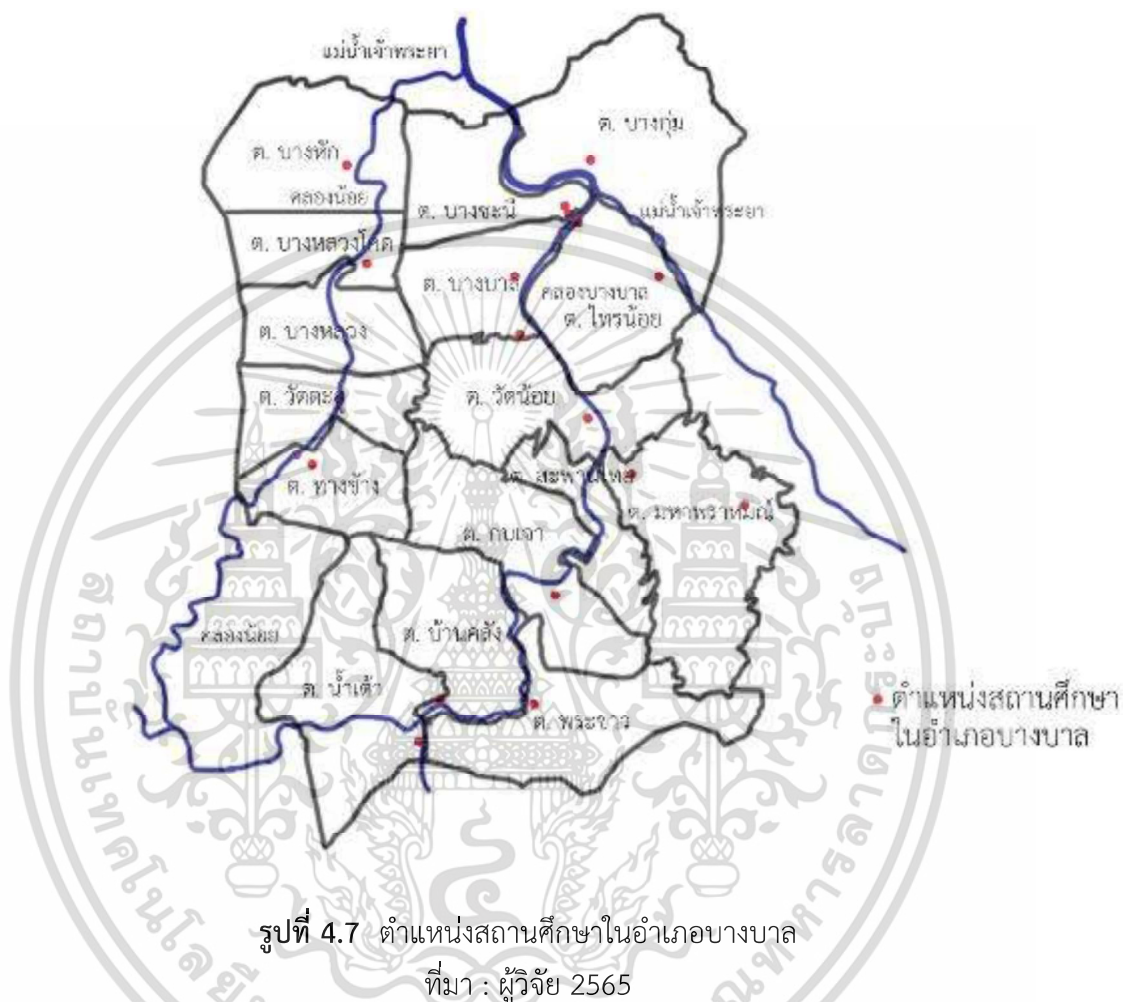 แม่น้ำเจ้าพระยา
ต. บางกุ่ม
ต. บางหัก
คลองน้อย
ต. บางชะนี
แม่น้ำเจ้าพระยา
ต. บางหลวงโดด
ต. บางบาล
คลองบางบาล
ต. ไทรน้อย
ต. บางหลวง
ต. วัดตะกู
ต. วัดน้อย
ต. สะพานไทย
ต. ทางช้าง
ต. มหาพราหมณ์
ต. กบเจา
คลองน้อย
ต. บ้านคลัง
ต. น้ำเต้า
ต. พระขาว
ตำแหน่งสถานศึกษา
ในอำเภอบางบาล
รูปที่ 4.7 ตำแหน่งสถานศึกษาในอำเภอบางบาล
ที่มา : ผู้วิจัย 2565